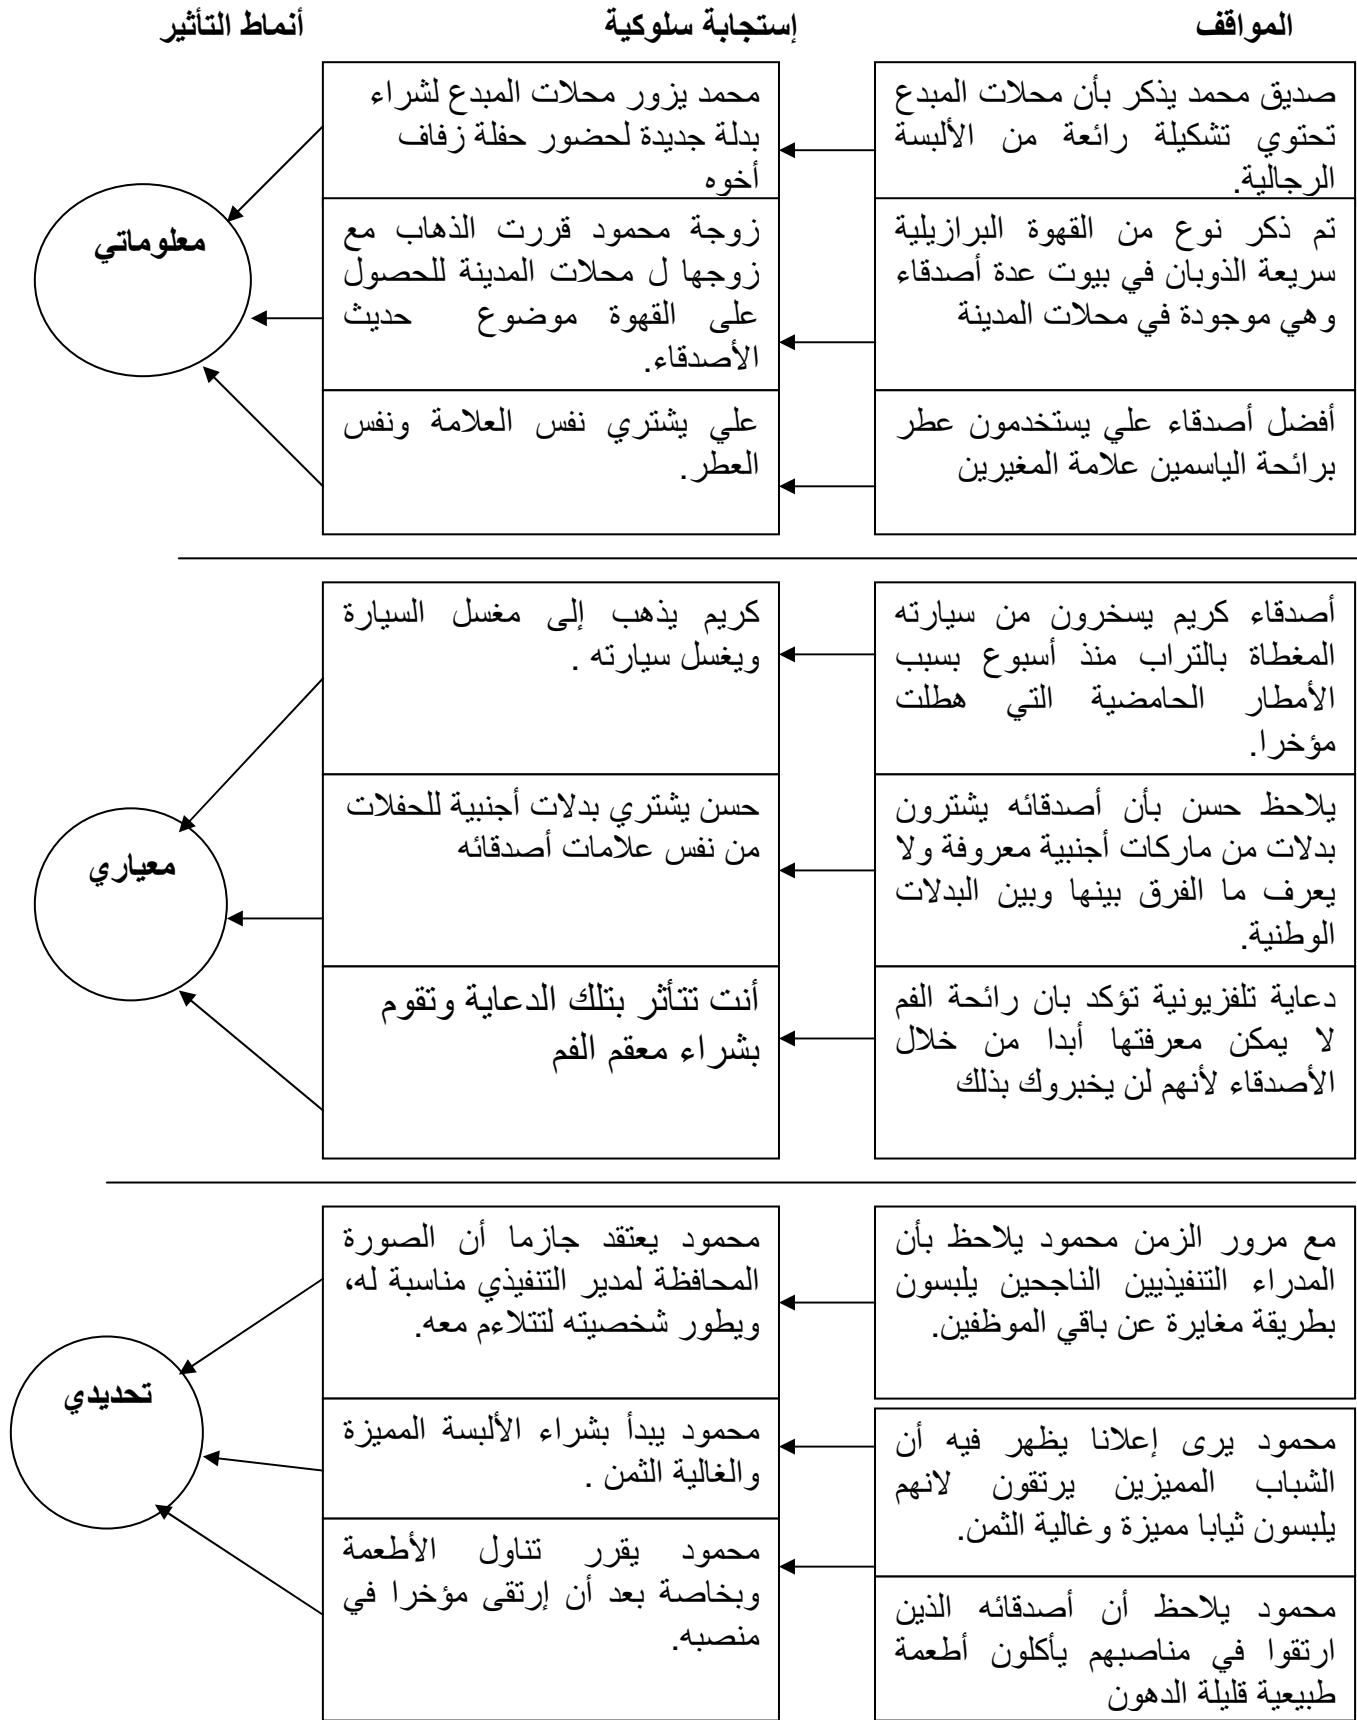 المواقف
إستجابة سلوكية
أنماط التأثير
صديق محمد يذكر بأن محلات المبدع
تحتوي تشكيلة رائعة من الألبسة
الرجالية.
محمد يزور محلات المبدع لشراء
بدلة جديدة لحضور حفلة زفاف
أخوه
تم ذكر نوع من القهوة البرازيلية
سريعة الذوبان في بيوت عدة أصدقاء
وهي موجودة في محلات المدينة
زوجة محمود قررت الذهاب مع
زوجها ل محلات المدينة للحصول
على القهوة موضوع حديث
الأصدقاء.
أفضل أصدقاء علي يستخدمون عطر
برائحة الياسمين علامة المغيرين
علي يشتري نفس العلامة ونفس
العطر.
معلوماتي
أصدقاء كريم يسخرون من سيارته
المغطاة بالتراب منذ أسبوع بسبب
الأمطار الحامضية التي هطلت
مؤخرا.
كريم يذهب إلى مغسل السيارة
ويغسل سيارته .
يلاحظ حسن بأن أصدقائه يشترون
بدلات من ماركات أجنبية معروفة ولا
يعرف ما الفرق بينها وبين البدلات
الوطنية.
حسن يشتري بدلات أجنبية للحفلات
من نفس علامات أصدقائه
دعاية تلفزيونية تؤكد بان رائحة الفم
لا يمكن معرفتها أبدا من خلال
الأصدقاء لأنهم لن يخبروك بذلك
أنت تتأثر بتلك الدعاية وتقوم
بشراء معقم الفم
معياري
مع مرور الزمن محمود يلاحظ بأن
المدراء التنفيذيين الناجحين يلبسون
بطريقة مغايرة عن باقي الموظفين.
محمود يعتقد جازما أن الصورة
المحافظة لمدير التنفيذي مناسبة له،
ويطور شخصيته لتتلاءم معه.
محمود يرى إعلانا يظهر فيه أن
الشباب المميزين يرتقون لانهم
يلبسون ثيابا مميزة وغالية الثمن.
محمود يبدأ بشراء الألبسة المميزة
والغالية الثمن .
محمود يلاحظ أن أصدقائه الذين
ارتقوا في مناصبهم يأكلون أطعمة
طبيعية قليلة الدهون
محمود يقرر تناول الأطعمة
وبخاصة بعد أن إرتقى مؤخرا في
منصبه.
تحديدي